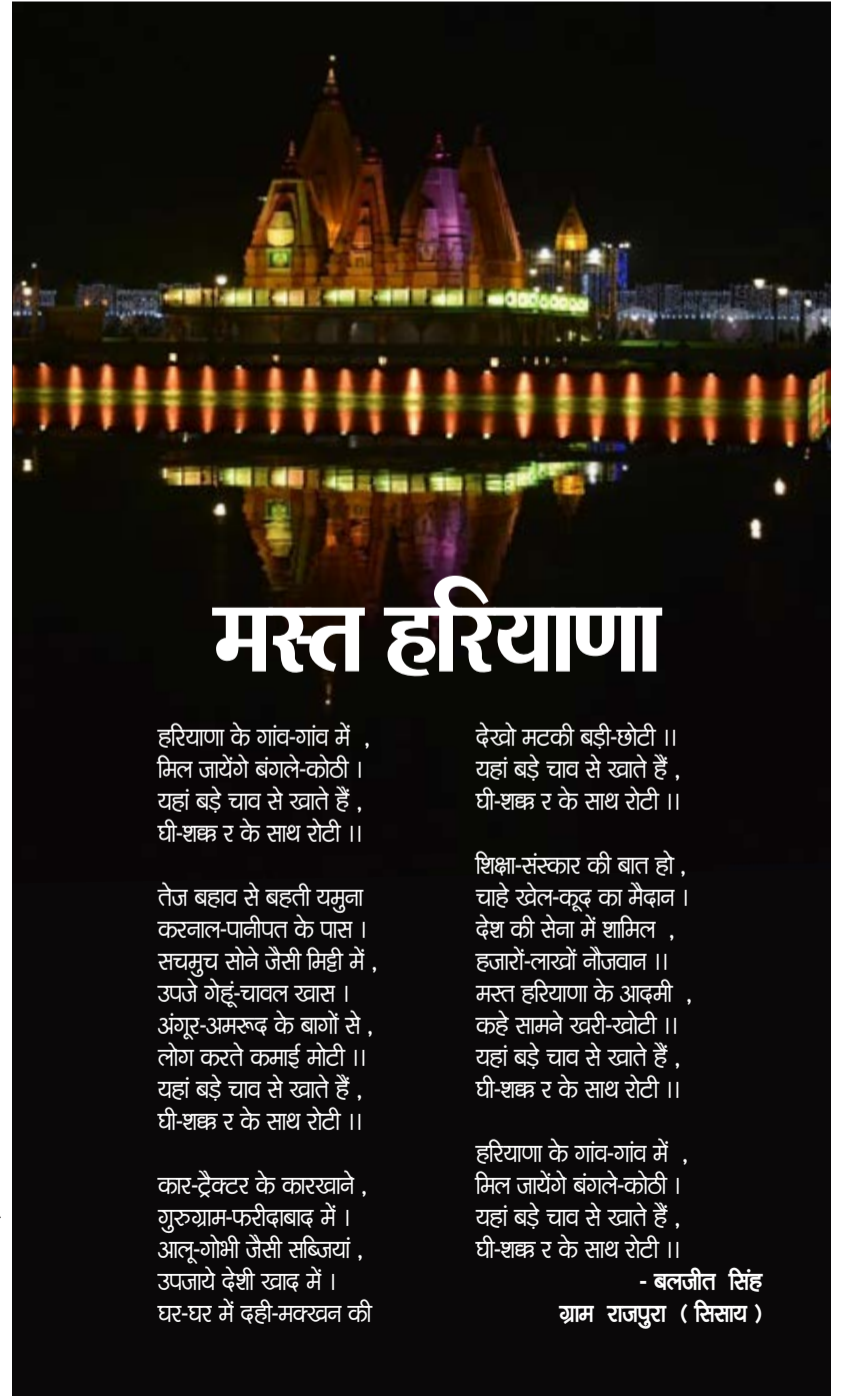 मस्त हरियाणा
हरियाणा के गांव-गांव में ,
मिल जायेंगे बंगले-कोठी ।
यहां बड़े चाव से खाते हैं ,
घी-शक्क र के साथ रोटी ।।
तेज बहाव से बहती यमुना
करनाल-पानीपत के पास ।
सचमुच सोने जैसी मिट्टी में ,
उपजे गेहूं-चावल खास ।
अंगूर-अमरूद के बागों से ,
लोग करते कमाई मोटी ।।
यहां बड़े चाव से खाते हैं ,
घी-शक्क र के साथ रोटी ।।
कार-ट्रैक्टर के कारखाने ,
गुरुग्राम-फरीदाबाद में ।
आलू-गोभी जैसी सब्जियां ,
उपजाये देशी खाद में ।
घर-घर में दही-मक्खन की
देखो मटकी बड़ी-छोटी ।।
यहां बड़े चाव से खाते हैं ,
घी-शक्क र के साथ रोटी ।।
शिक्षा-संस्कार की बात हो ,
चाहे खेल-कूद का मैदान ।
देश की सेना में शामिल ,
हजारों-लाखों नौजवान ।।
मस्त हरियाणा के आदमी ,
कहे सामने खरी-खोटी ।।
यहां बड़े चाव से खाते हैं ,
घी-शक्क र के साथ रोटी ।।
हरियाणा के गांव-गांव में ,
मिल जायेंगे बंगले-कोठी ।
यहां बड़े चाव से खाते हैं ,
घी-शक्क र के साथ रोटी ।।
- बलजीत सिंह
ग्राम राजपुरा ( सिसाय )